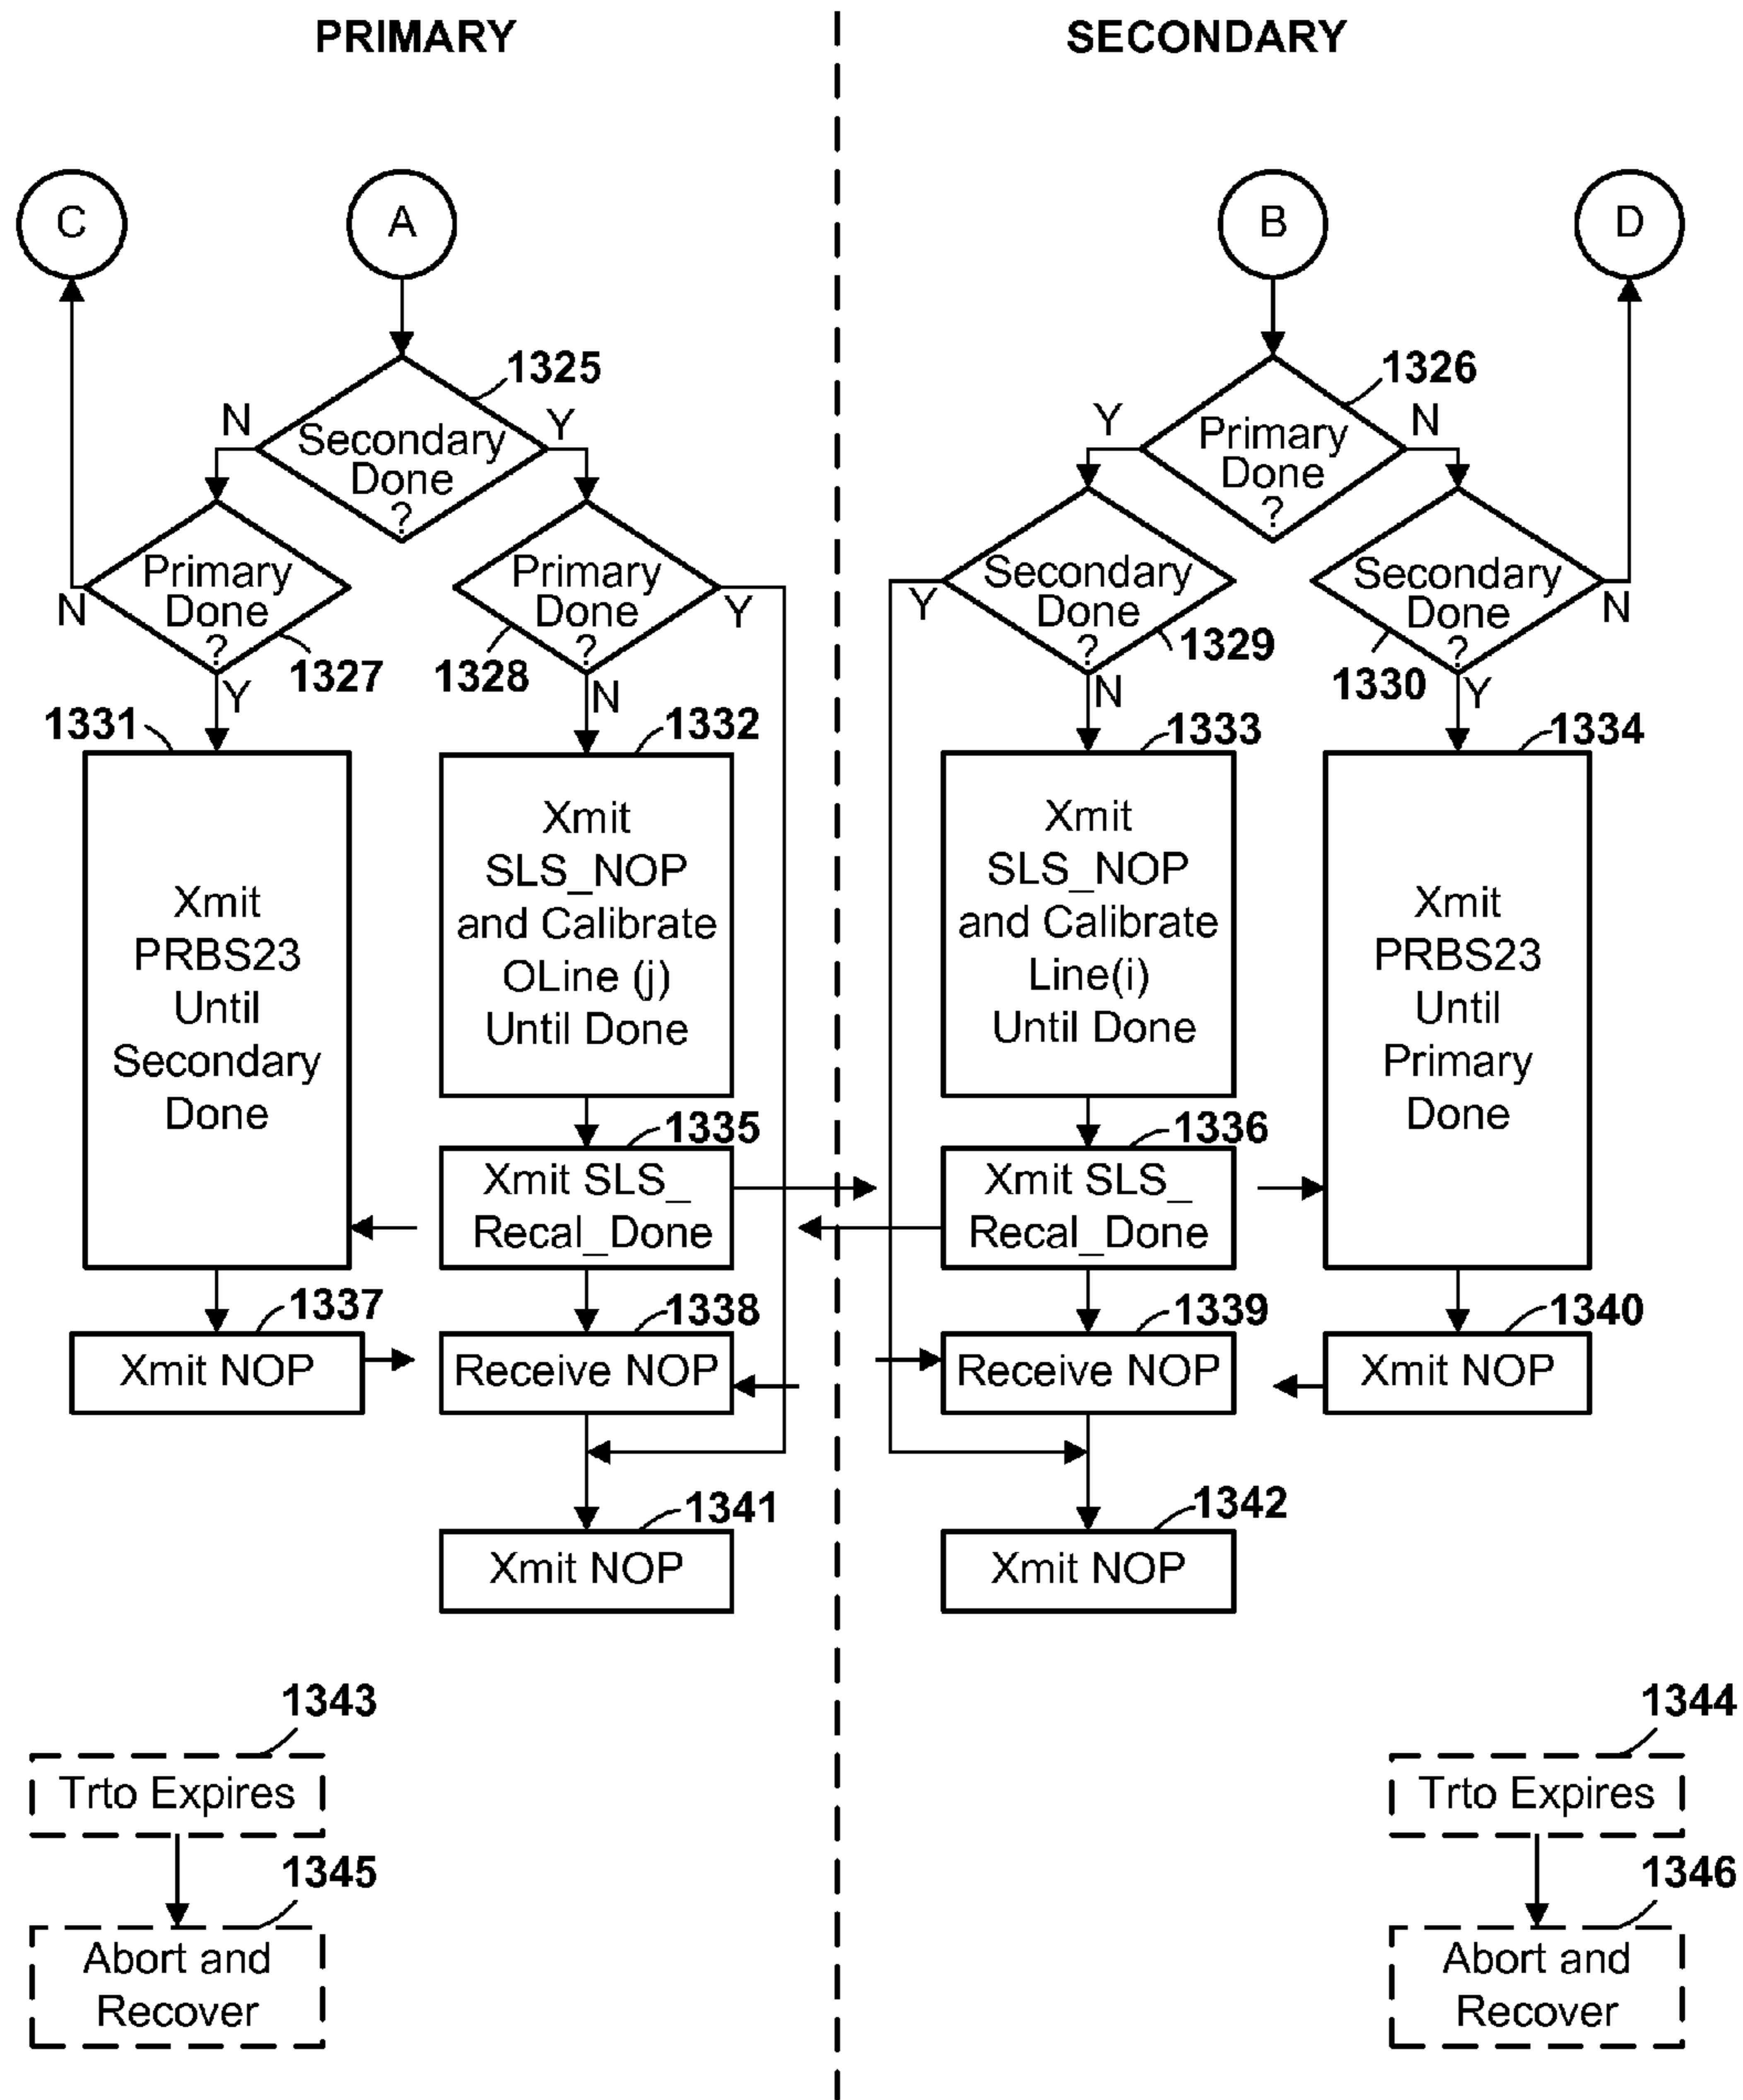 PRIMARY
SECONDARY
C
A
B
D
1325
1326
N
Y
Y
N
Secondary
Done
?
Primary
Done
?
Primary
Done
?
N
1327
Y
Primary
Done
?
Y
1328
N
Secondary
Done
?
Y
1329
N
Secondary
Done
?
N
1330
Y
1331
1332
1333
1334
Xmit
PRBS23
Until
Secondary
Done
Xmit
SLS_NOP
and Calibrate
OLine (j)
Until Done
Xmit
SLS_NOP
and Calibrate
Line(i)
Until Done
Xmit
PRBS23
Until
Primary
Done
1335
1336
Xmit SLS_
Recal_Done
Xmit SLS_
Recal_Done
1337
1338
1339
1340
Xmit NOP
Receive NOP
Receive NOP
Xmit NOP
1341
1342
Xmit NOP
Xmit NOP
1343
1344
Trto Expires
Trto Expires
1345
1346
Abort and
Recover
Abort and
Recover